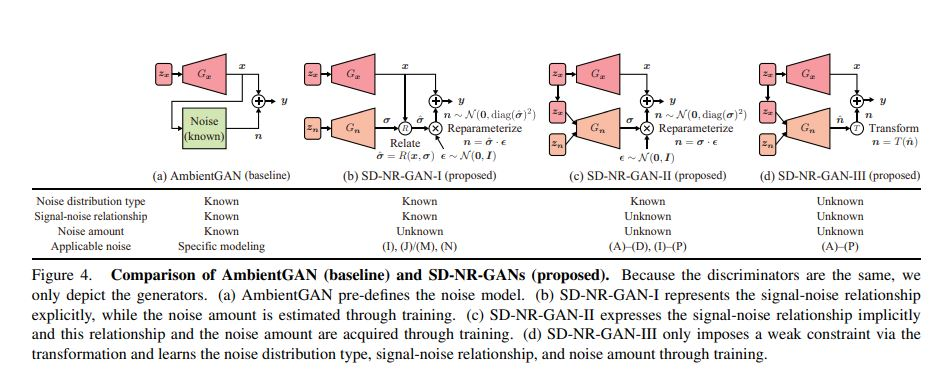 x x x x
z_x G_x z_x G_x z_x G_x z_x G_x
y y y y
Noise
(known)
n
z_n G_n σ R σ̂ n ∼ N(0, diag(σ̂)²)
Relate Reparameterize
n = σ̂ · ϵ
σ̂ = R(x, σ) ϵ ∼ N(0, I)
z_x z_n G_n σ n ∼ N(0, diag(σ)²)
Reparameterize
n = σ · ϵ
ϵ ∼ N(0, I)
z_x z_n G_n n̂ T n
Transform
n = T(n̂)
(a) AmbientGAN (baseline) (b) SD-NR-GAN-I (proposed) (c) SD-NR-GAN-II (proposed) (d) SD-NR-GAN-III (proposed)
Noise distribution type Known Known Known Unknown
Signal-noise relationship Known Known Unknown Unknown
Noise amount Known Unknown Unknown Unknown
Applicable noise Specific modeling (I), (J)/(M), (N) (A)–(D), (I)–(P) (A)–(P)
Figure 4. Comparison of AmbientGAN (baseline) and SD-NR-GANs (proposed). Because the discriminators are the same, we
only depict the generators. (a) AmbientGAN pre-defines the noise model. (b) SD-NR-GAN-I represents the signal-noise relationship
explicitly, while the noise amount is estimated through training. (c) SD-NR-GAN-II expresses the signal-noise relationship implicitly
and this relationship and the noise amount are acquired through training. (d) SD-NR-GAN-III only imposes a weak constraint via the
transformation and learns the noise distribution type, signal-noise relationship, and noise amount through training.